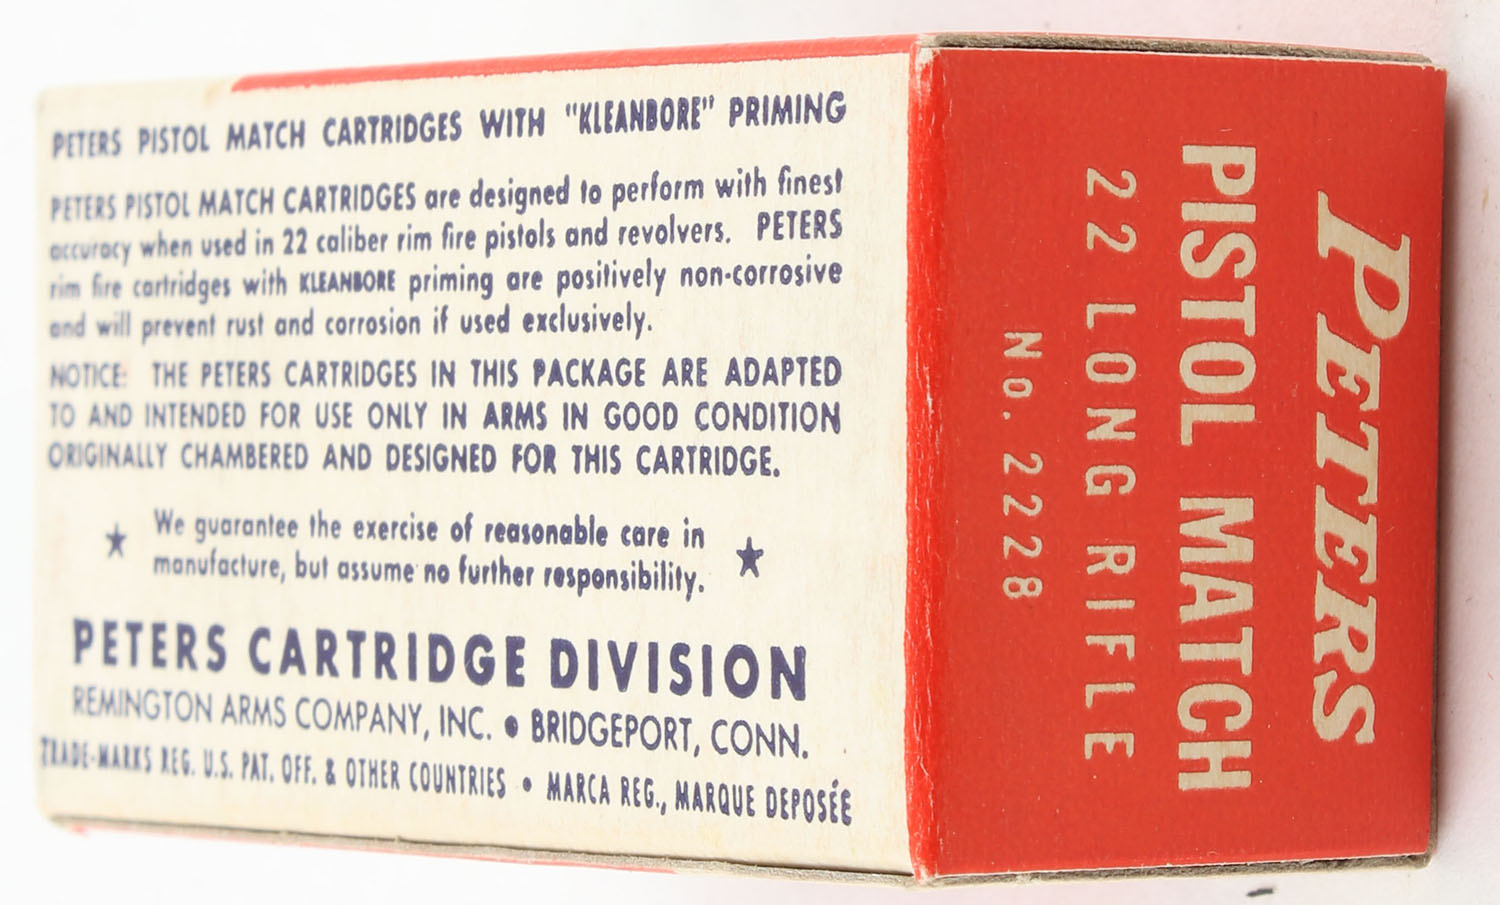 PETERS PISTOL MATCH CARTRIDGES WITH "KLEANBORE" PRIMING
PETERS PISTOL MATCH CARTRIDGES are designed to perform with finest
accuracy when used in 22 caliber rim fire pistols and revolvers. PETERS
rim fire cartridges with KLEANBORE priming are positively non-corrosive
and will prevent rust and corrosion if used exclusively.
NOTICE: THE PETERS CARTRIDGES IN THIS PACKAGE ARE ADAPTED
TO AND INTENDED FOR USE ONLY IN ARMS IN GOOD CONDITION
ORIGINALLY CHAMBERED AND DESIGNED FOR THIS CARTRIDGE.
★ We guarantee the exercise of reasonable care in
manufacture, but assume no further responsibility. ★
PETERS CARTRIDGE DIVISION
REMINGTON ARMS COMPANY, INC. • BRIDGEPORT, CONN.
TRADE-MARKS REG. U.S. PAT. OFF. & OTHER COUNTRIES • MARCA REG., MARQUE DEPOSÉE
PETERS
PISTOL MATCH
22 LONG RIFLE
No. 2228